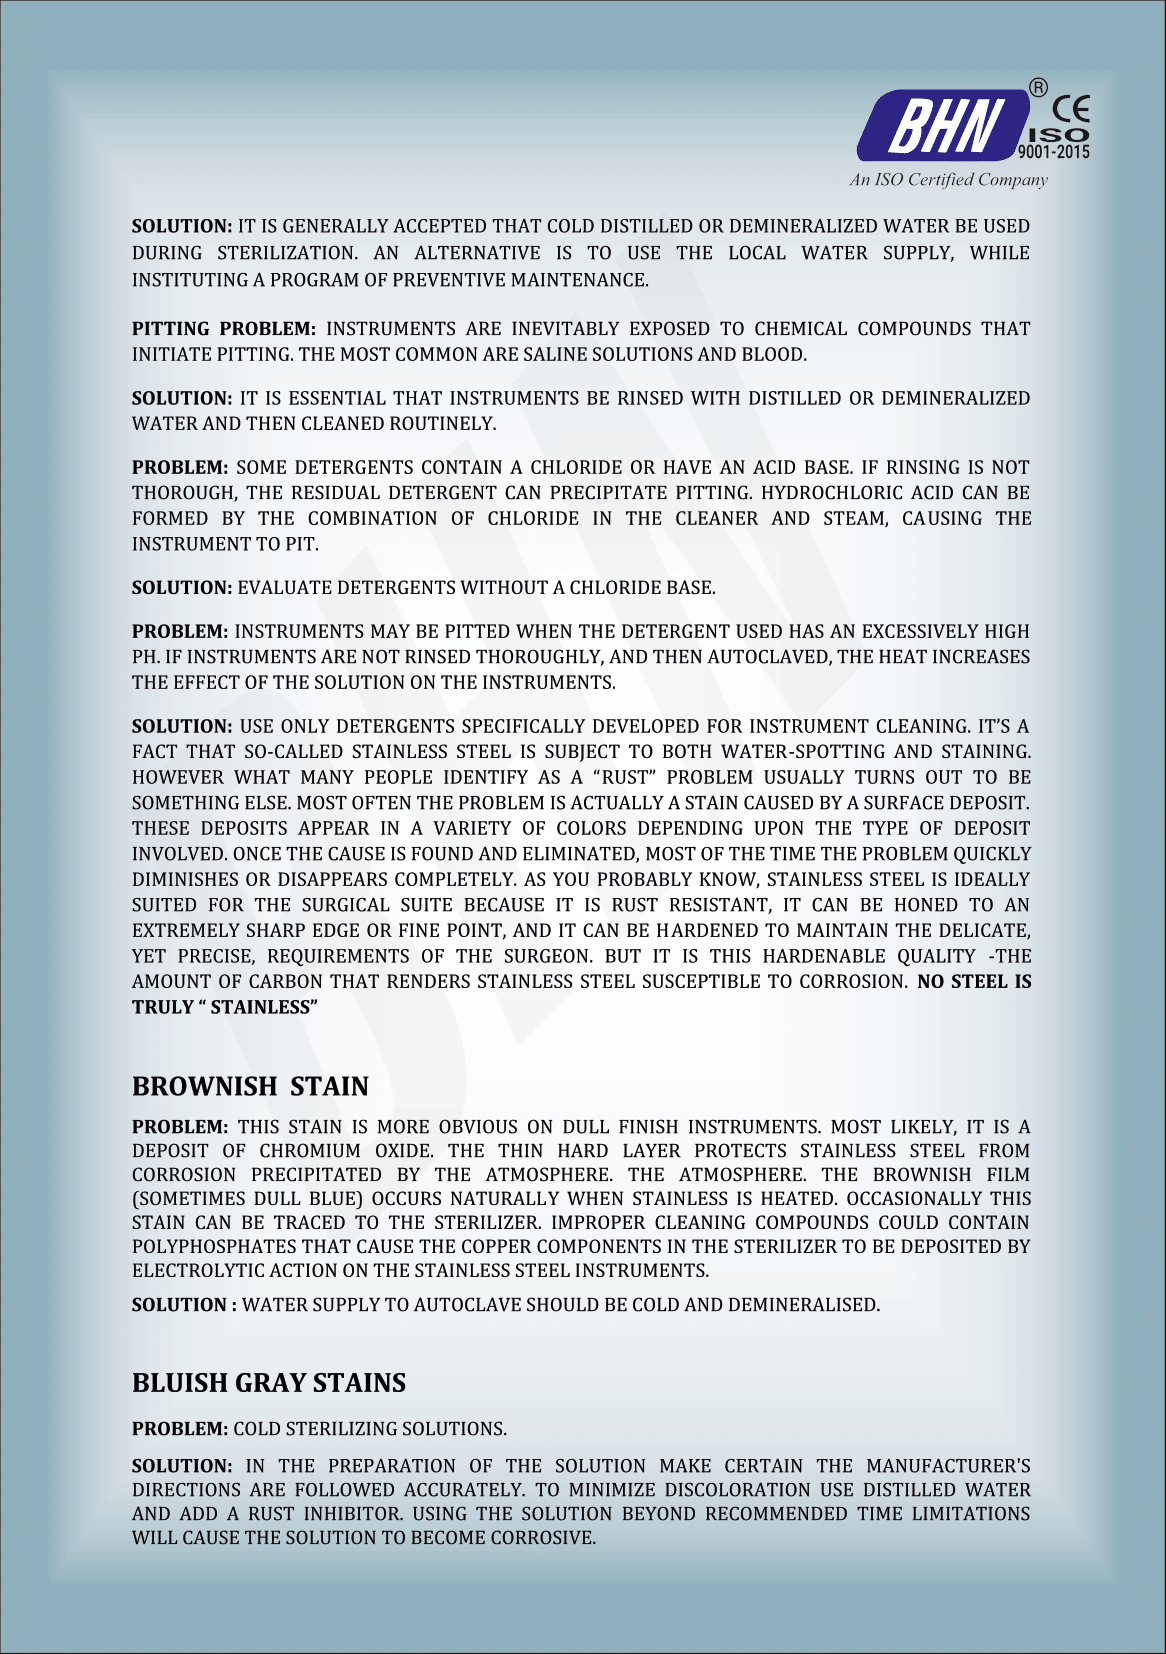 BHN ®
CE
ISO
9001-2015
An ISO Certified Company
SOLUTION: IT IS GENERALLY ACCEPTED THAT COLD DISTILLED OR DEMINERALIZED WATER BE USED
DURING STERILIZATION. AN ALTERNATIVE IS TO USE THE LOCAL WATER SUPPLY, WHILE
INSTITUTING A PROGRAM OF PREVENTIVE MAINTENANCE.
PITTING PROBLEM: INSTRUMENTS ARE INEVITABLY EXPOSED TO CHEMICAL COMPOUNDS THAT
INITIATE PITTING. THE MOST COMMON ARE SALINE SOLUTIONS AND BLOOD.
SOLUTION: IT IS ESSENTIAL THAT INSTRUMENTS BE RINSED WITH DISTILLED OR DEMINERALIZED
WATER AND THEN CLEANED ROUTINELY.
PROBLEM: SOME DETERGENTS CONTAIN A CHLORIDE OR HAVE AN ACID BASE. IF RINSING IS NOT
THOROUGH, THE RESIDUAL DETERGENT CAN PRECIPITATE PITTING. HYDROCHLORIC ACID CAN BE
FORMED BY THE COMBINATION OF CHLORIDE IN THE CLEANER AND STEAM, CAUSING THE
INSTRUMENT TO PIT.
SOLUTION: EVALUATE DETERGENTS WITHOUT A CHLORIDE BASE.
PROBLEM: INSTRUMENTS MAY BE PITTED WHEN THE DETERGENT USED HAS AN EXCESSIVELY HIGH
PH. IF INSTRUMENTS ARE NOT RINSED THOROUGHLY, AND THEN AUTOCLAVED, THE HEAT INCREASES
THE EFFECT OF THE SOLUTION ON THE INSTRUMENTS.
SOLUTION: USE ONLY DETERGENTS SPECIFICALLY DEVELOPED FOR INSTRUMENT CLEANING. IT’S A
FACT THAT SO-CALLED STAINLESS STEEL IS SUBJECT TO BOTH WATER-SPOTTING AND STAINING.
HOWEVER WHAT MANY PEOPLE IDENTIFY AS A “RUST” PROBLEM USUALLY TURNS OUT TO BE
SOMETHING ELSE. MOST OFTEN THE PROBLEM IS ACTUALLY A STAIN CAUSED BY A SURFACE DEPOSIT.
THESE DEPOSITS APPEAR IN A VARIETY OF COLORS DEPENDING UPON THE TYPE OF DEPOSIT
INVOLVED. ONCE THE CAUSE IS FOUND AND ELIMINATED, MOST OF THE TIME THE PROBLEM QUICKLY
DIMINISHES OR DISAPPEARS COMPLETELY. AS YOU PROBABLY KNOW, STAINLESS STEEL IS IDEALLY
SUITED FOR THE SURGICAL SUITE BECAUSE IT IS RUST RESISTANT, IT CAN BE HONED TO AN
EXTREMELY SHARP EDGE OR FINE POINT, AND IT CAN BE HARDENED TO MAINTAIN THE DELICATE,
YET PRECISE, REQUIREMENTS OF THE SURGEON. BUT IT IS THIS HARDENABLE QUALITY -THE
AMOUNT OF CARBON THAT RENDERS STAINLESS STEEL SUSCEPTIBLE TO CORROSION. NO STEEL IS
TRULY “ STAINLESS”
BROWNISH STAIN
PROBLEM: THIS STAIN IS MORE OBVIOUS ON DULL FINISH INSTRUMENTS. MOST LIKELY, IT IS A
DEPOSIT OF CHROMIUM OXIDE. THE THIN HARD LAYER PROTECTS STAINLESS STEEL FROM
CORROSION PRECIPITATED BY THE ATMOSPHERE. THE ATMOSPHERE. THE BROWNISH FILM
(SOMETIMES DULL BLUE) OCCURS NATURALLY WHEN STAINLESS IS HEATED. OCCASIONALLY THIS
STAIN CAN BE TRACED TO THE STERILIZER. IMPROPER CLEANING COMPOUNDS COULD CONTAIN
POLYPHOSPHATES THAT CAUSE THE COPPER COMPONENTS IN THE STERILIZER TO BE DEPOSITED BY
ELECTROLYTIC ACTION ON THE STAINLESS STEEL INSTRUMENTS.
SOLUTION : WATER SUPPLY TO AUTOCLAVE SHOULD BE COLD AND DEMINERALISED.
BLUISH GRAY STAINS
PROBLEM: COLD STERILIZING SOLUTIONS.
SOLUTION: IN THE PREPARATION OF THE SOLUTION MAKE CERTAIN THE MANUFACTURER'S
DIRECTIONS ARE FOLLOWED ACCURATELY. TO MINIMIZE DISCOLORATION USE DISTILLED WATER
AND ADD A RUST INHIBITOR. USING THE SOLUTION BEYOND RECOMMENDED TIME LIMITATIONS
WILL CAUSE THE SOLUTION TO BECOME CORROSIVE.